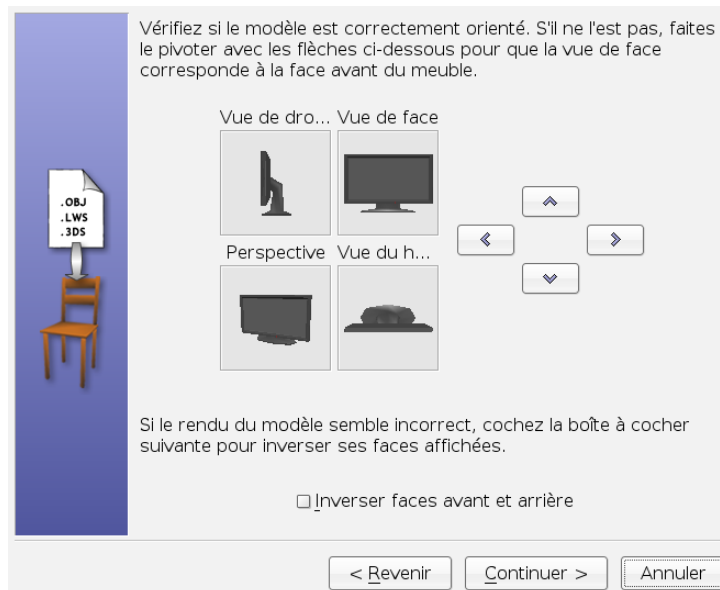 Vérifiez si le modèle est correctement orienté. S'il ne l'est pas, faites
le pivoter avec les flèches ci-dessous pour que la vue de face
corresponde à la face avant du meuble.
Vue de dro... Vue de face
.OBJ
.LWS
.3DS
Perspective Vue du h...
Si le rendu du modèle semble incorrect, cochez la boîte à cocher
suivante pour inverser ses faces affichées.
Inverser faces avant et arrière
< Revenir Continuer > Annuler